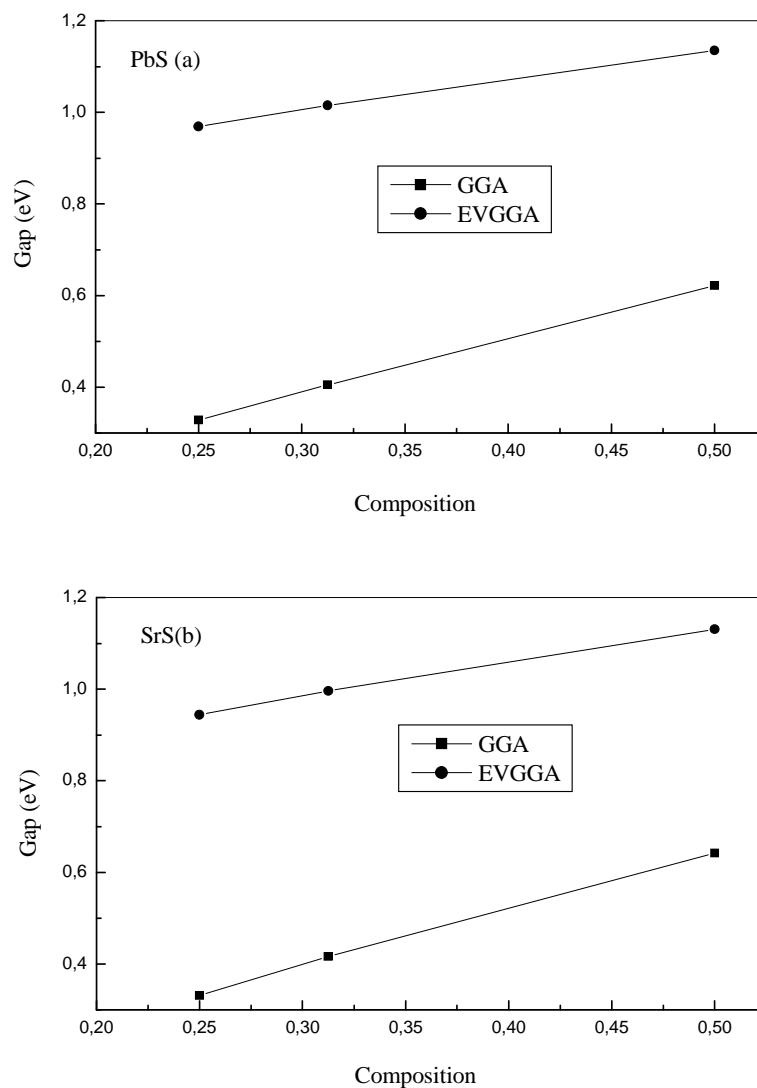 1,2
PbS (a)
1,0
GGA
EVGGA
0,8
Gap (eV)
0,6
0,4
0,20 0,25 0,30 0,35 0,40 0,45 0,50
Composition
1,2
SrS(b)
1,0
GGA
EVGGA
0,8
Gap (eV)
0,6
0,4
0,20 0,25 0,30 0,35 0,40 0,45 0,50
Composition